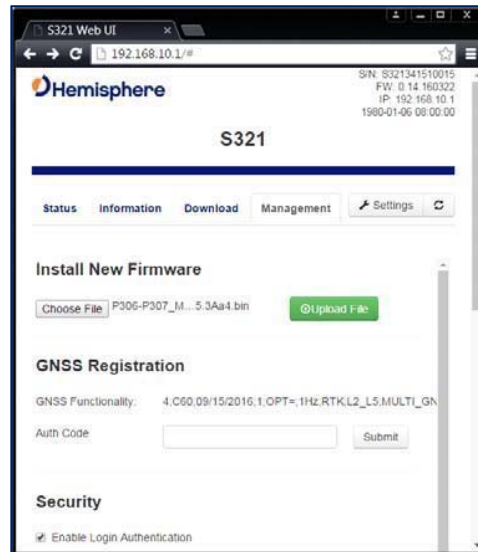 S321 Web UI
192.168.10.1/#
Hemisphere
S/N: S321341510015
FW: 0.14.160322
IP: 192.168.10.1
1980-01-06 08:00:00
S321
Status Information Download Management Settings
Install New Firmware
Choose File P306-P307_M...5.3Aa4.bin Upload File
GNSS Registration
GNSS Functionality: 4,C60,09/15/2016,1,OPT=,1Hz,RTK,L2_L5,MULTI_GN
Auth Code Submit
Security
Enable Login Authentication